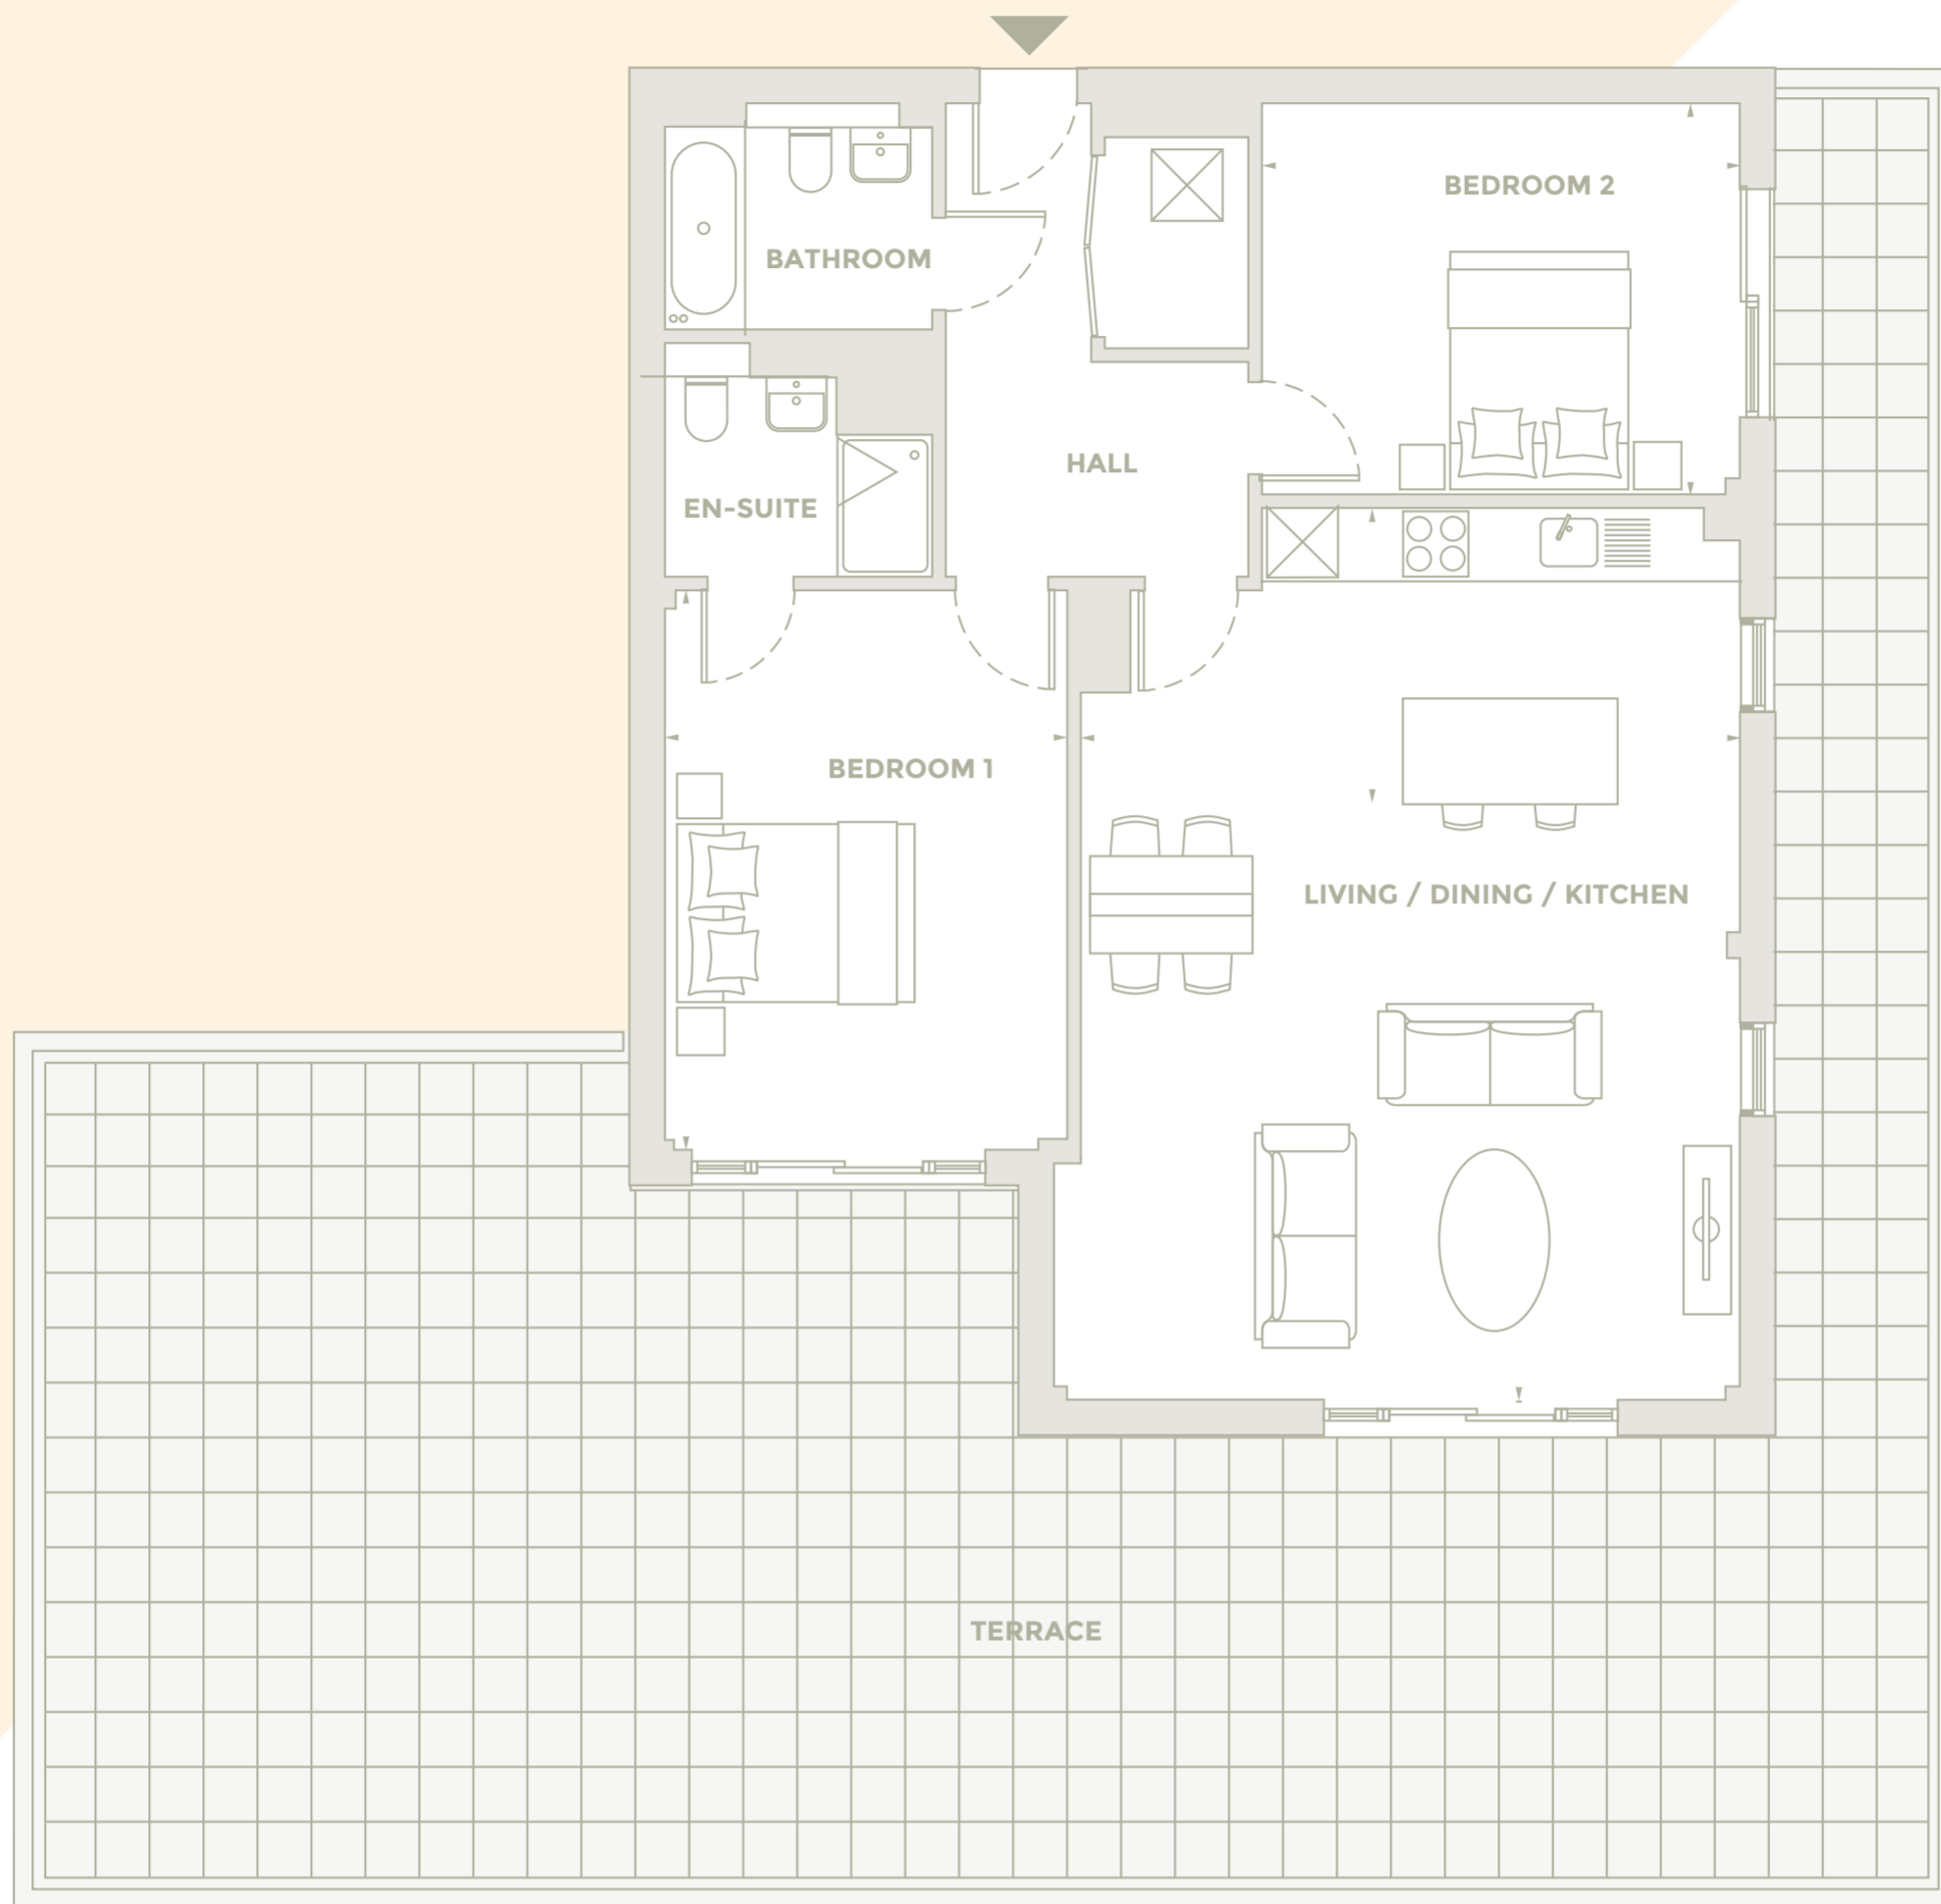 BEDROOM 2
BATHROOM
HALL
EN-SUITE
BEDROOM 1
LIVING / DINING / KITCHEN
TERRACE